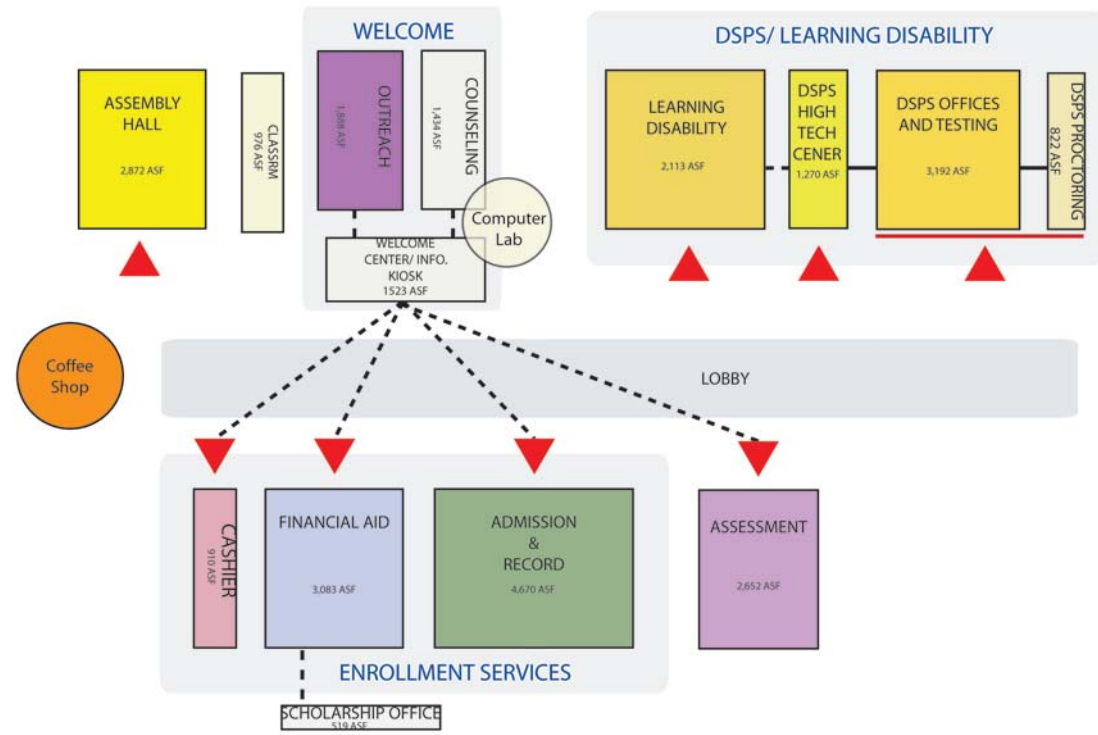 WELCOME
DSPS/ LEARNING DISABILITY
ASSEMBLY
HALL
2,872 ASF
CLASSRM
976 ASF
OUTREACH
1,888 ASF
COUNSELING
1,434 ASF
Computer
Lab
WELCOME
CENTER/ INFO.
KIOSK
1523 ASF
LEARNING
DISABILITY
2,113 ASF
DSPS
HIGH
TECH
CENER
1,270 ASF
DSPS OFFICES
AND TESTING
3,192 ASF
DSPS PROCTORING
822 ASF
Coffee
Shop
LOBBY
CASHIER
910 ASF
FINANCIAL AID
3,083 ASF
ADMISSION
&
RECORD
4,670 ASF
ASSESSMENT
2,652 ASF
ENROLLMENT SERVICES
SCHOLARSHIP OFFICE
519 ASF